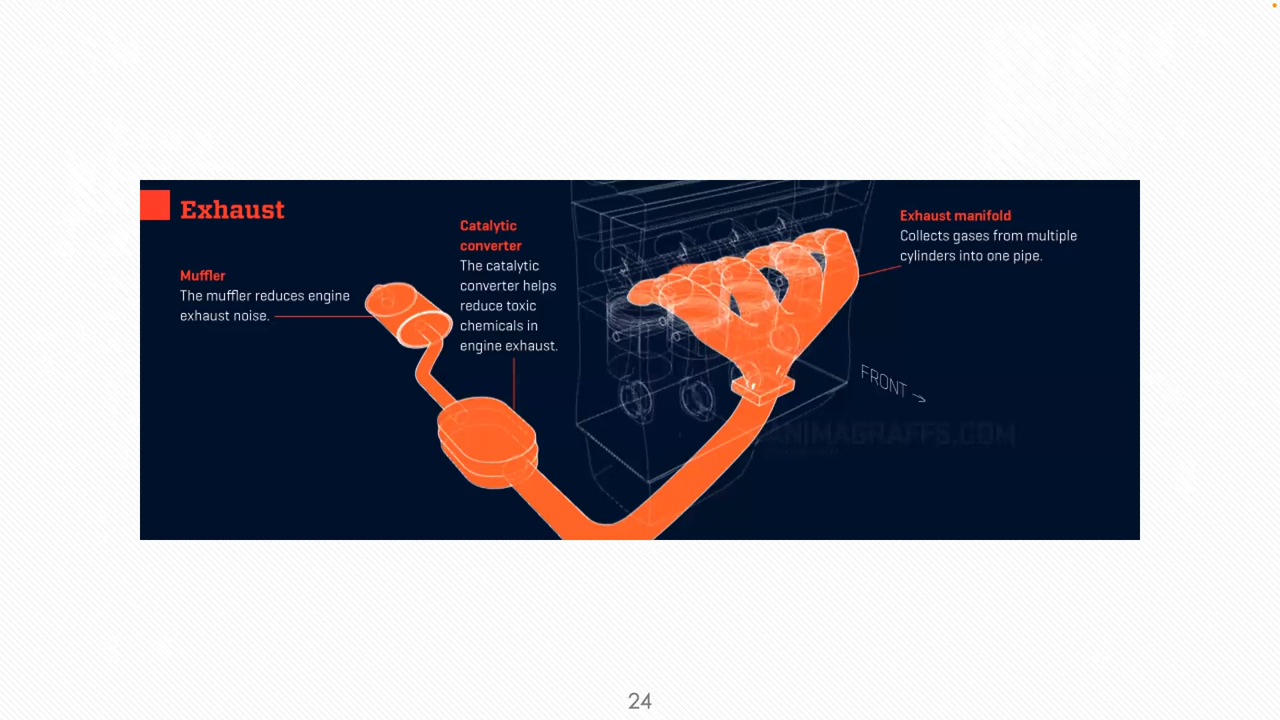 Exhaust
Muffler
The muffler reduces engine
exhaust noise.
Catalytic
converter
The catalytic
converter helps
reduce toxic
chemicals in
engine exhaust.
Exhaust manifold
Collects gases from multiple
cylinders into one pipe.
FRONT →
ANIMAGRAFFS.COM
24